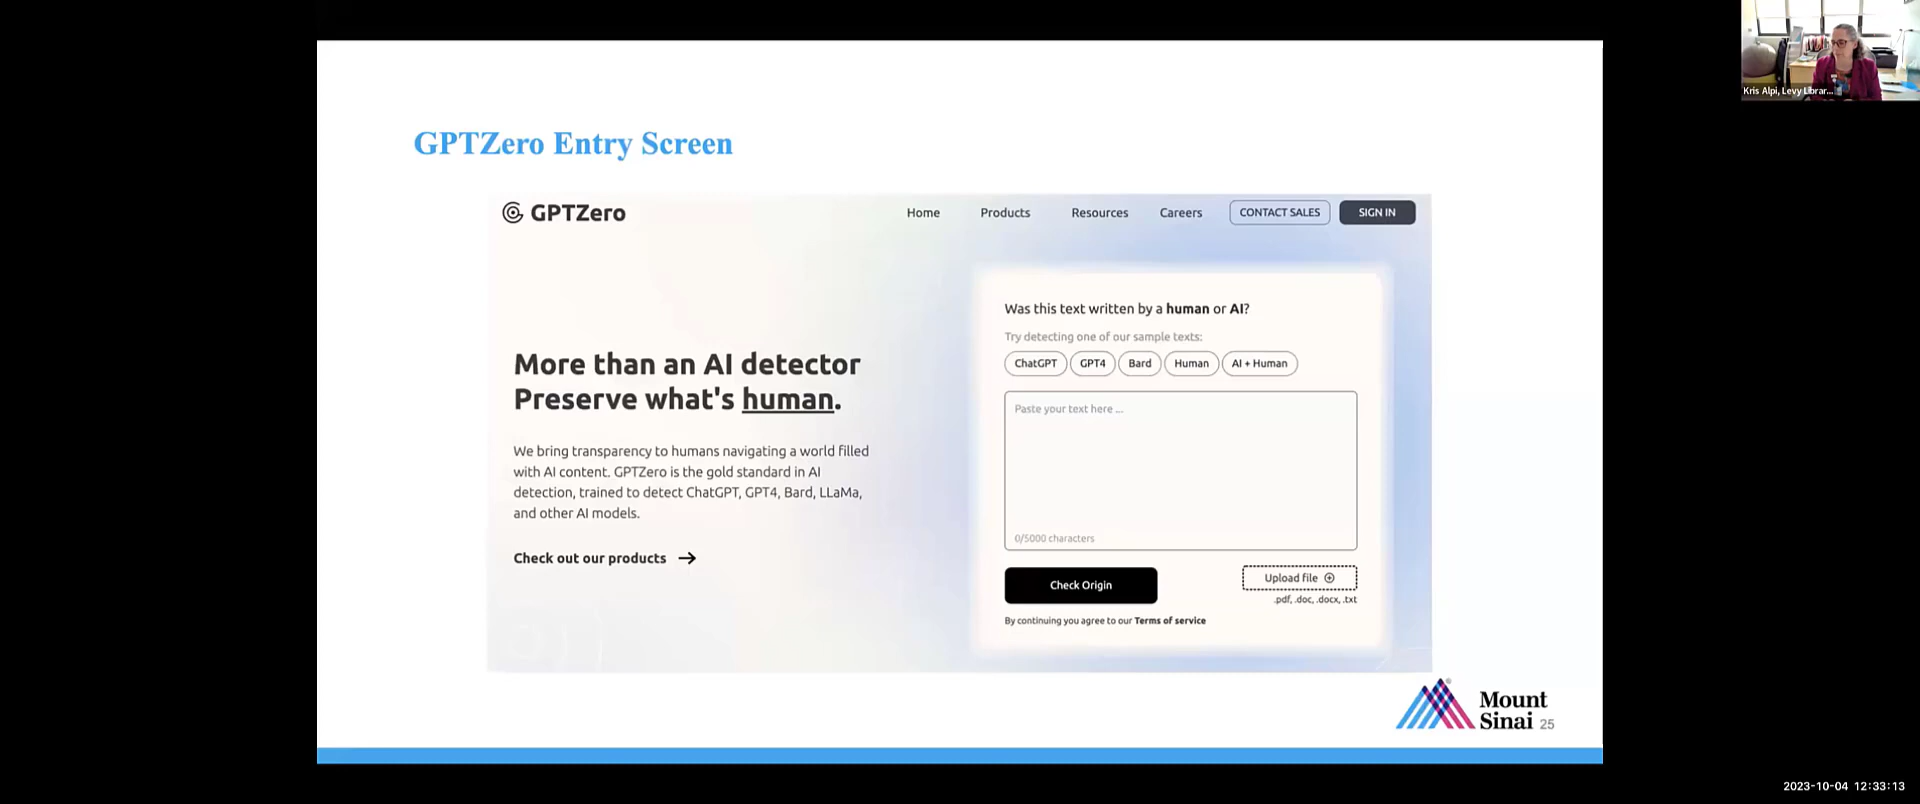 Kris Alpi, Levy Librar...
GPTZero Entry Screen
GPTZero
Home
Products
Resources
Careers
CONTACT SALES
SIGN IN
More than an AI detector
Preserve what's human.
We bring transparency to humans navigating a world filled
with AI content. GPTZero is the gold standard in AI
detection, trained to detect ChatGPT, GPT4, Bard, LLaMa,
and other AI models.
Check out our products
Was this text written by a human or AI?
Try detecting one of our sample texts:
ChatGPT
GPT4
Bard
Human
AI + Human
Paste your text here ...
0/5000 characters
Check Origin
Upload file
.pdf, .doc, .docx, .txt
By continuing you agree to our Terms of service
Mount
Sinai
25
2023-10-04 12:33:13